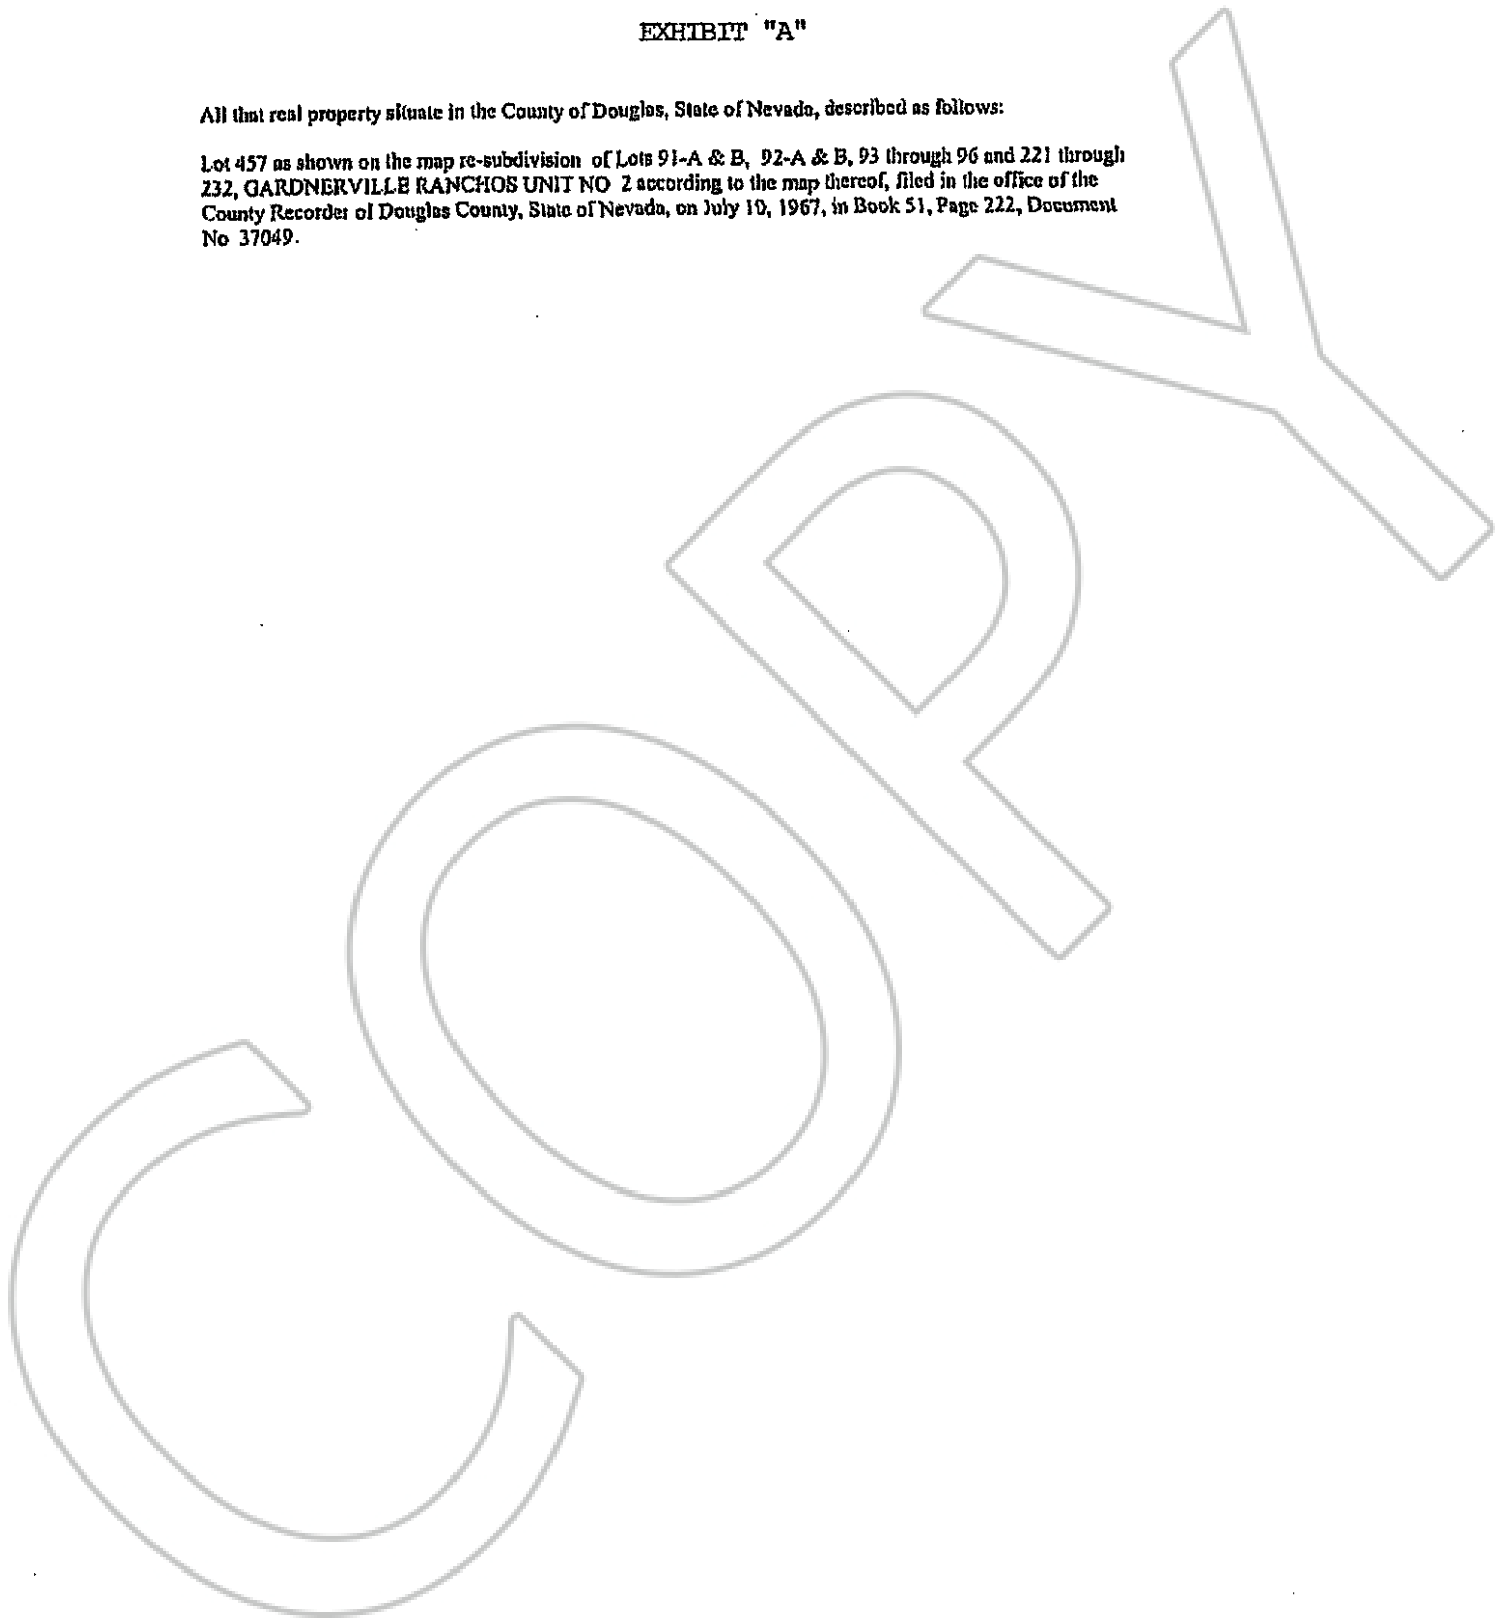 EXHIBIT "A"
All that real property situate in the County of Douglas, State of Nevada, described as follows:
Lot 457 as shown on the map re-subdivision of Lots 91-A & B, 92-A & B, 93 through 96 and 221 through
232, GARDNERVILLE RANCHOS UNIT NO 2 according to the map thereof, filed in the office of the
County Recorder of Douglas County, State of Nevada, on July 10, 1967, in Book 51, Page 222, Document
No 37049.
COPY